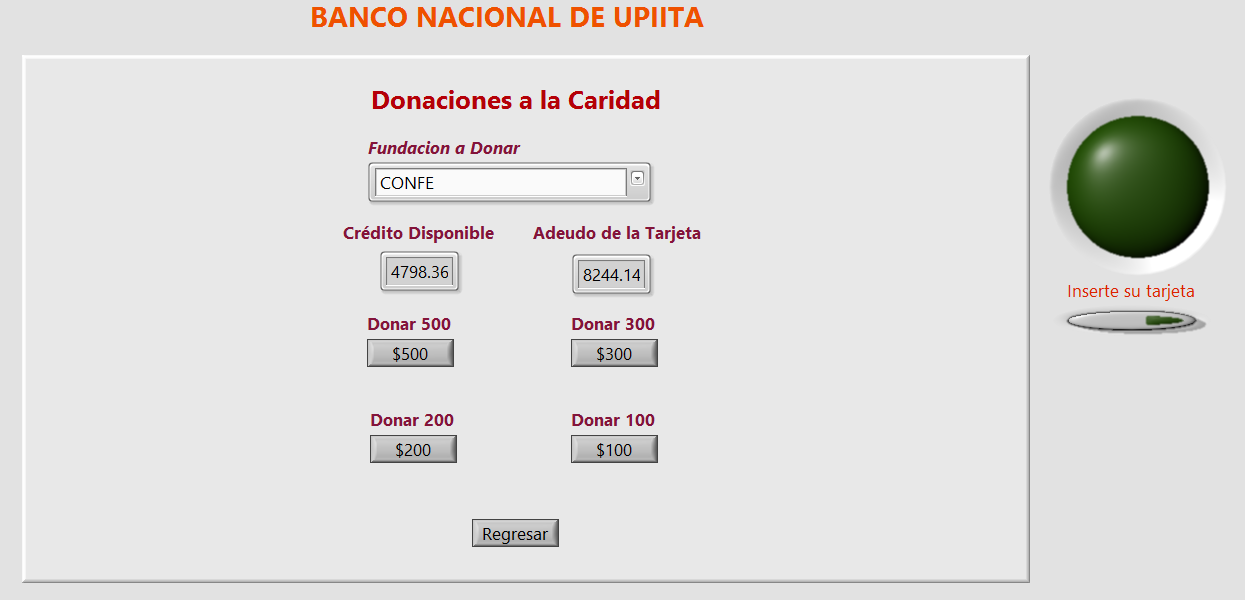 BANCO NACIONAL DE UPIITA
Donaciones a la Caridad
Fundacion a Donar
CONFE
Crédito Disponible Adeudo de la Tarjeta
4798.36 8244.14
Inserte su tarjeta
Donar 500 Donar 300
$500 $300
Donar 200 Donar 100
$200 $100
Regresar